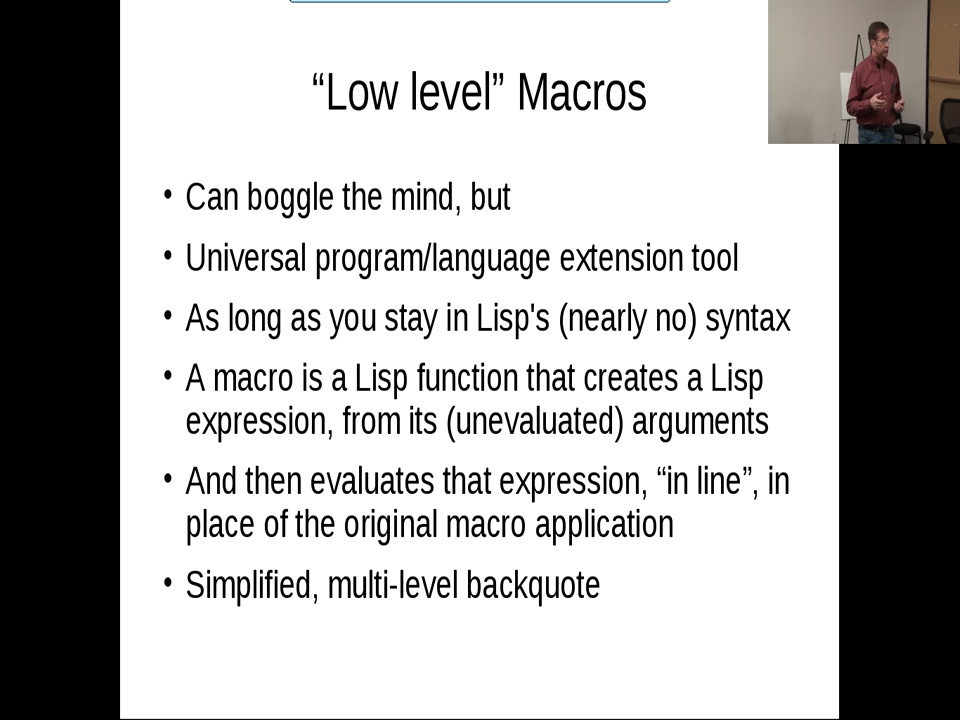 “Low level” Macros
• Can boggle the mind, but
• Universal program/language extension tool
• As long as you stay in Lisp's (nearly no) syntax
• A macro is a Lisp function that creates a Lisp
expression, from its (unevaluated) arguments
• And then evaluates that expression, “in line”, in
place of the original macro application
• Simplified, multi-level backquote